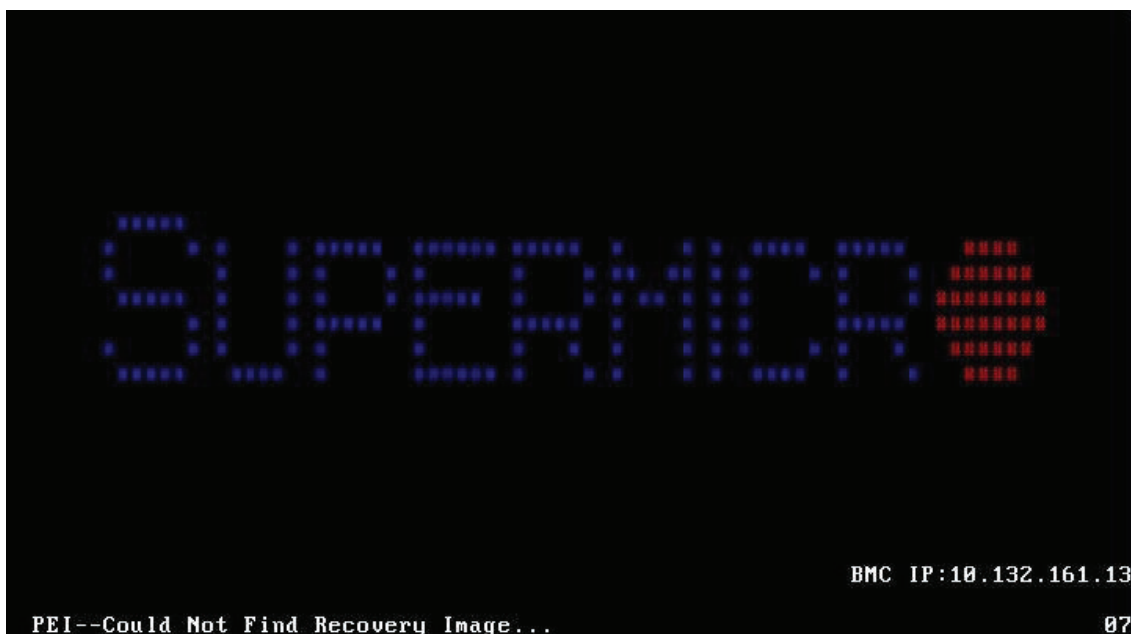 SUPERMICR
BMC IP:10.132.161.13
PEI--Could Not Find Recovery Image...
07